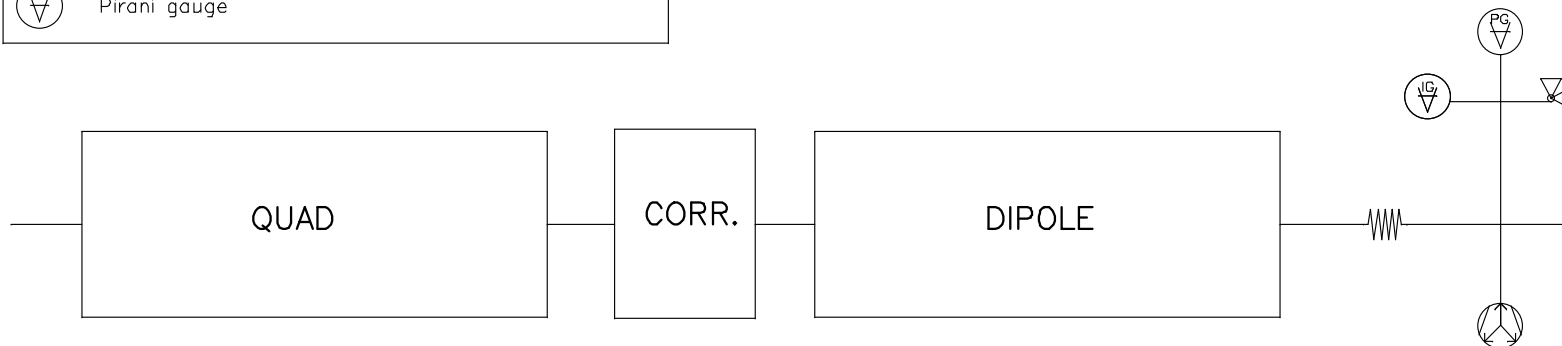 Pirani gauge
PG
IG
QUAD
CORR.
DIPOLE